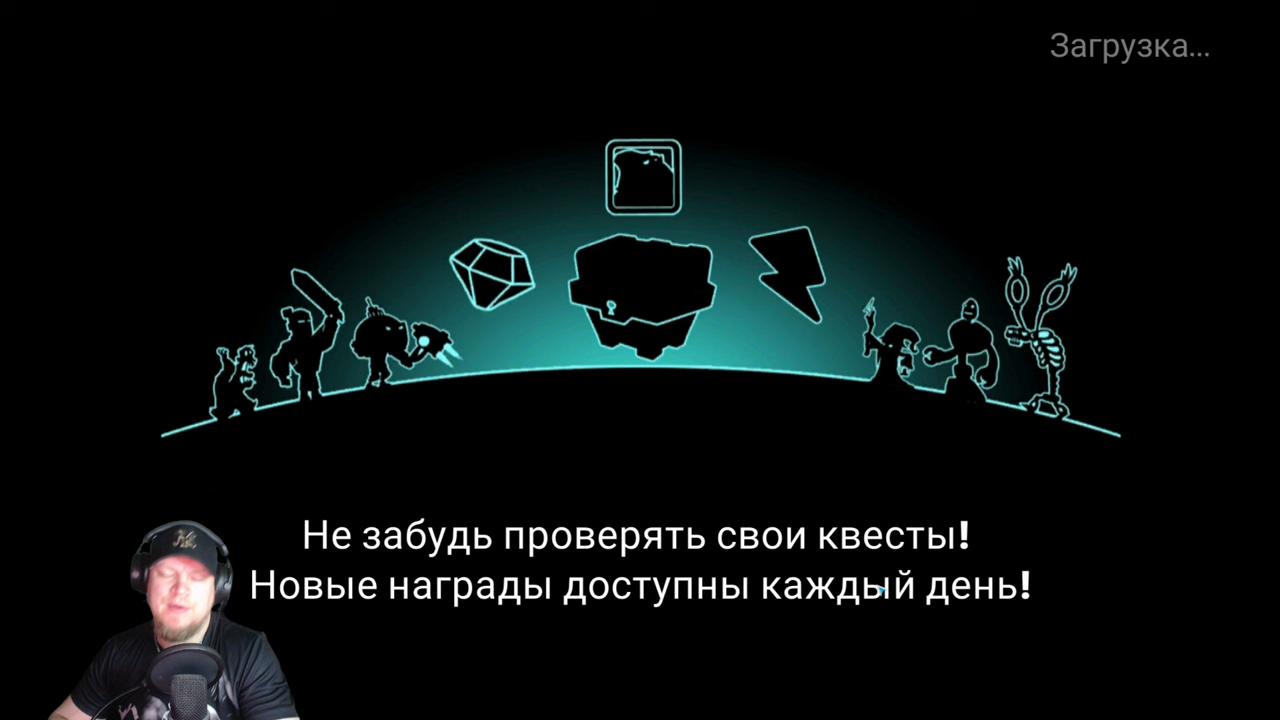 Загрузка...
Не забудь проверять свои квесты!
Новые награды доступны каждый день!